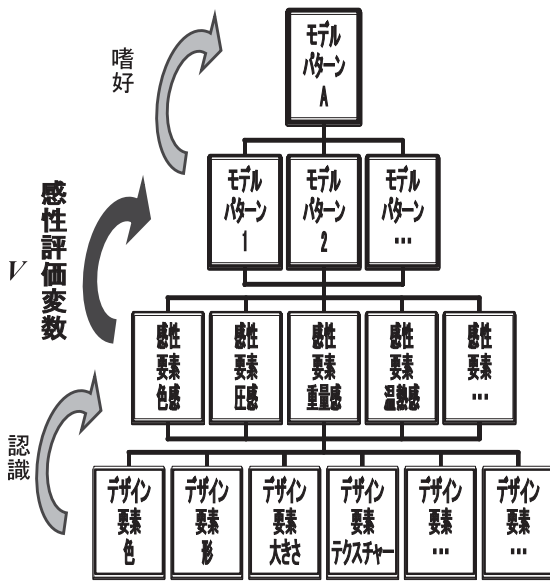 嗜好
モデル
パターン
A
モデル
パターン
1
モデル
パターン
2
モデル
パターン
…
感性評価変数
V
感性
要素
色感
感性
要素
圧感
感性
要素
重量感
感性
要素
温熱感
感性
要素
…
認識
デザイン
要素
色
デザイン
要素
形
デザイン
要素
大きさ
デザイン
要素
テクスチャー
デザイン
要素
…
デザイン
要素
…